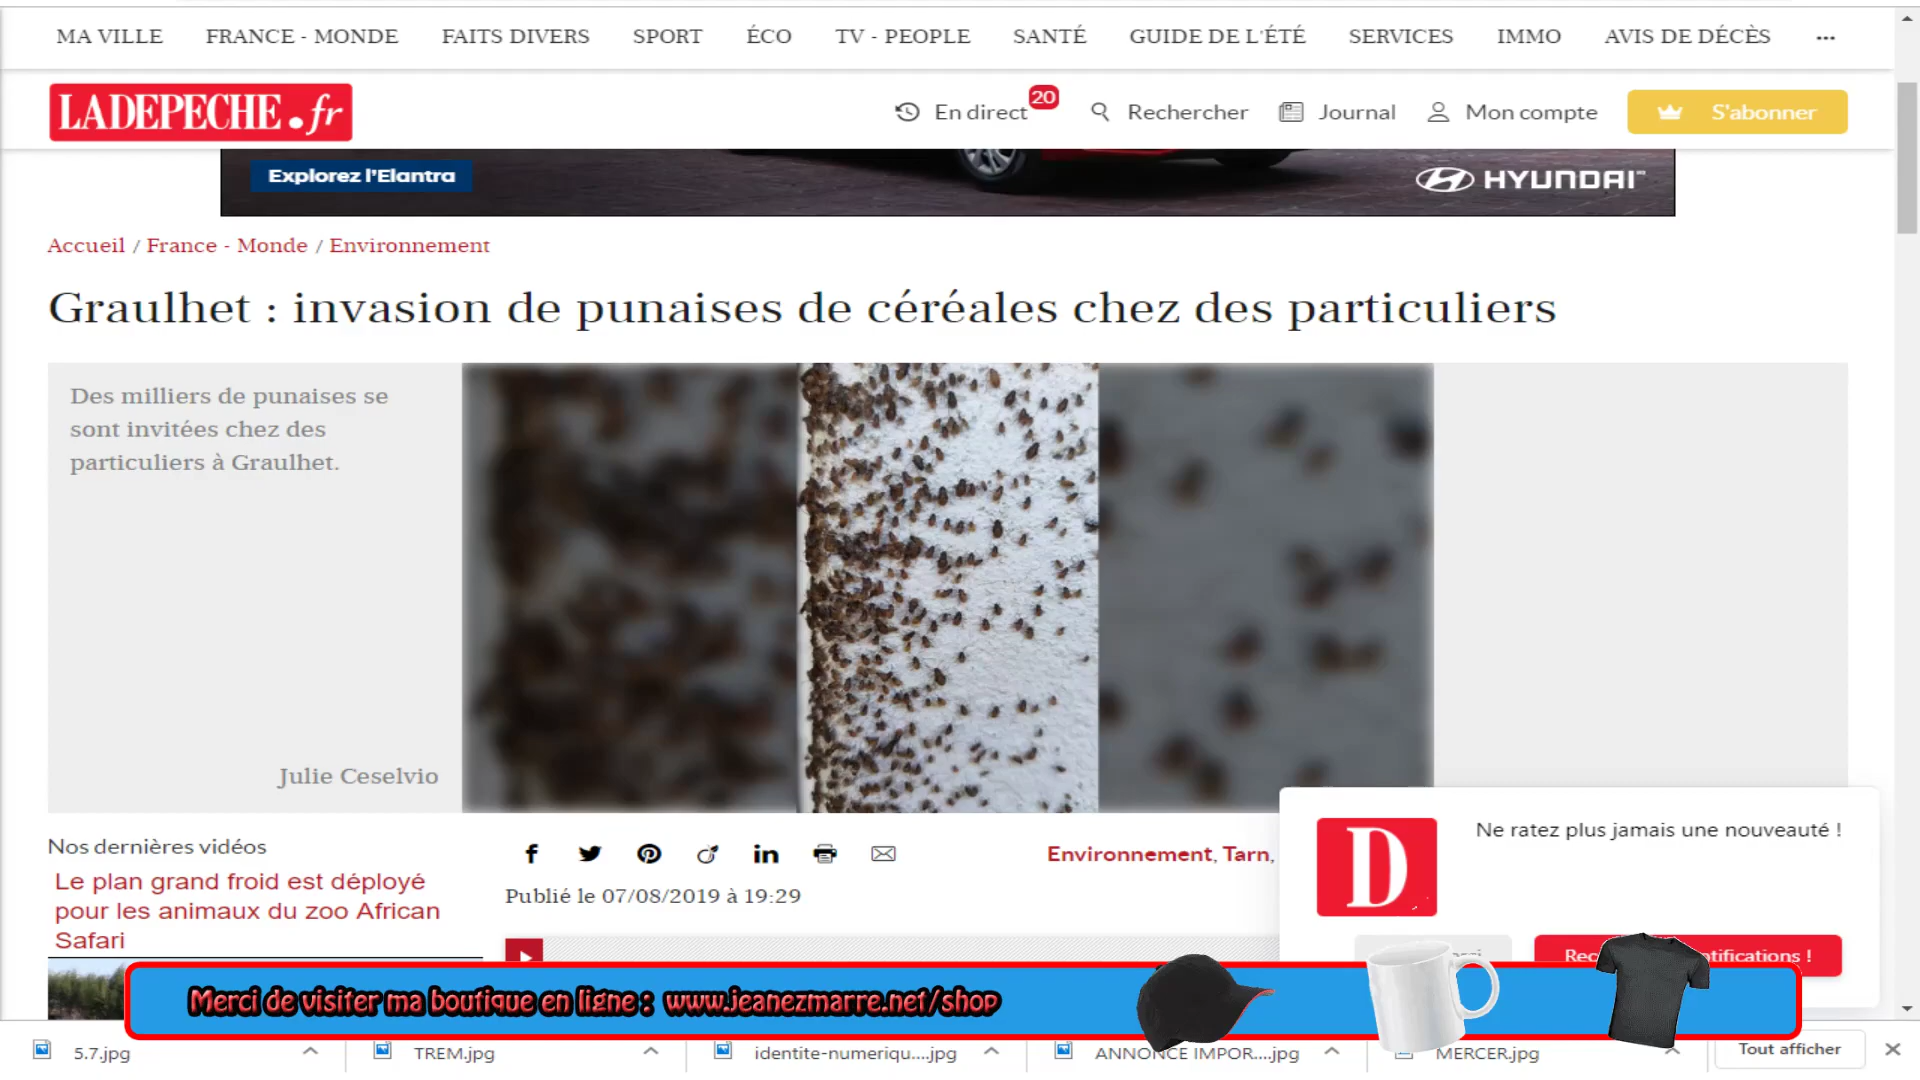 MA VILLE FRANCE - MONDE FAITS DIVERS SPORT ÉCO TV - PEOPLE SANTÉ GUIDE DE L'ÉTÉ SERVICES IMMO AVIS DE DÉCÈS ...
LADEPECHE.fr
En direct 20 Rechercher Journal Mon compte S'abonner
Explorez l'Elantra
HYUNDAI
Accueil / France - Monde / Environnement
Graulhet : invasion de punaises de céréales chez des particuliers
Des milliers de punaises se
sont invitées chez des
particuliers à Graulhet.
Julie Ceselvio
Nos dernières vidéos
Le plan grand froid est déployé
pour les animaux du zoo African
Safari
Environnement, Tarn,
Publié le 07/08/2019 à 19:29
D
Ne ratez plus jamais une nouveauté !
Merci de visiter ma boutique en ligne : www.jeanezmarre.net/shop
5.7.jpg TREM.jpg identite-numeriqu....jpg ANNONCE IMPOR....jpg MERCER.jpg Tout afficher